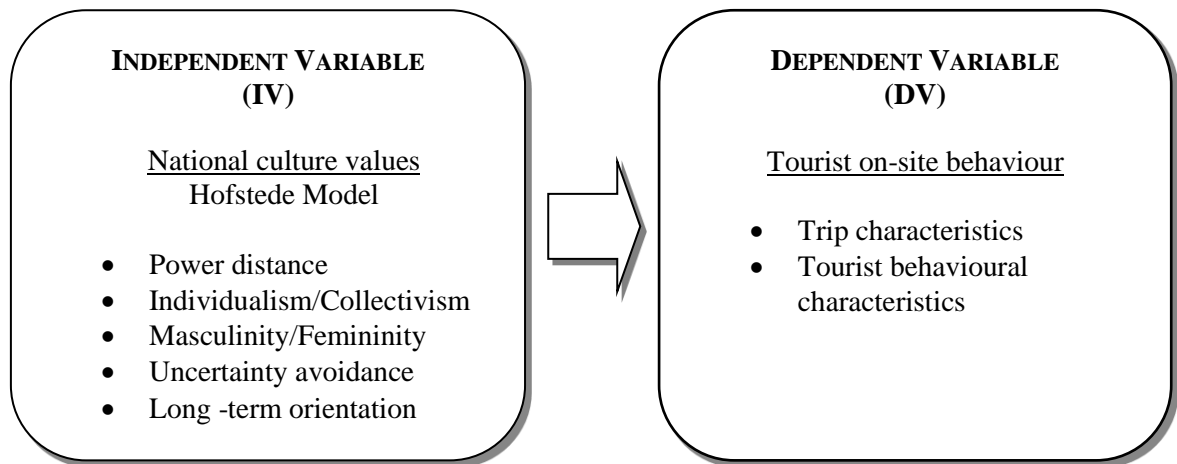 INDEPENDENT VARIABLE
(IV)
National culture values
Hofstede Model
• Power distance
• Individualism/Collectivism
• Masculinity/Femininity
• Uncertainty avoidance
• Long -term orientation
DEPENDENT VARIABLE
(DV)
Tourist on-site behaviour
• Trip characteristics
• Tourist behavioural
characteristics